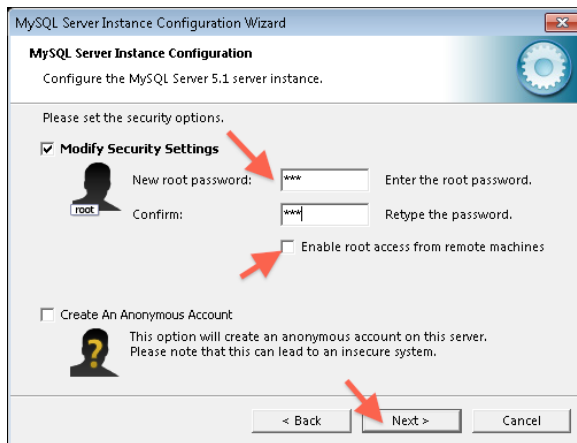 MySQL Server Instance Configuration Wizard
MySQL Server Instance Configuration
Configure the MySQL Server 5.1 server instance.
Please set the security options.
Modify Security Settings
root
New root password: *** Enter the root password.
Confirm: *** Retype the password.
Enable root access from remote machines
Create An Anonymous Account
This option will create an anonymous account on this server.
Please note that this can lead to an insecure system.
< Back Next > Cancel